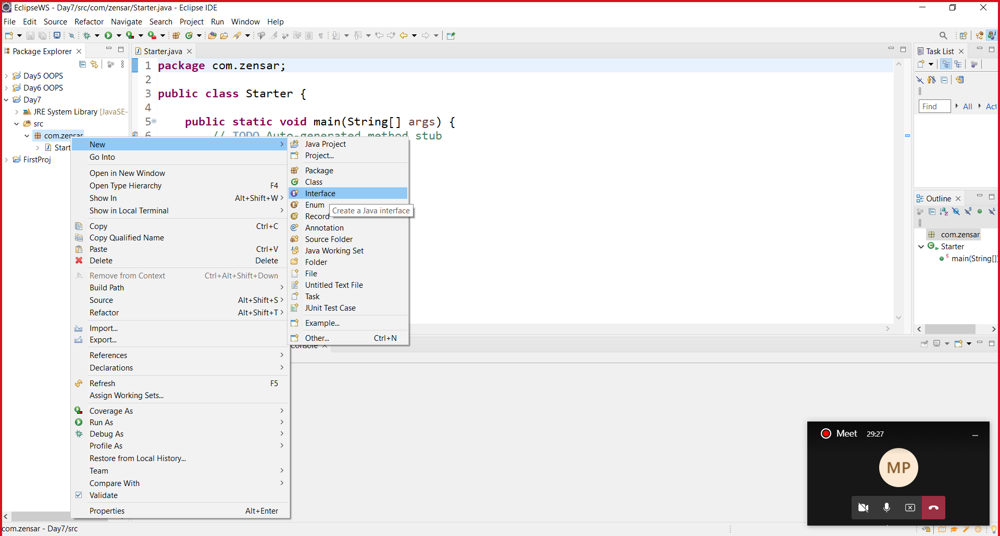 EclipseWS - Day7/src/com/zensar/Starter.java - Eclipse IDE
File Edit Source Refactor Navigate Search Project Run Window Help
Package Explorer
Day5 OOPS
Day6 OOPS
Day7
JRE System Library [JavaSE-
src
com.zensar
Start
FirstProj
Starter.java
1 package com.zensar;
2
3 public class Starter {
4
5 public static void main(String[] args) {
6 // TODO Auto-generated method stub
New
Go Into
Open in New Window
Open Type Hierarchy F4
Show In Alt+Shift+W
Show in Local Terminal
Copy Ctrl+C
Copy Qualified Name
Paste Ctrl+V
Delete Delete
Remove from Context Ctrl+Alt+Shift+Down
Build Path
Source Alt+Shift+S
Refactor Alt+Shift+T
Import...
Export...
References
Declarations
Refresh F5
Assign Working Sets...
Coverage As
Run As
Debug As
Profile As
Restore from Local History...
Team
Compare With
Validate
Properties Alt+Enter
Java Project
Project...
Package
Class
Interface
Enum
Create a Java interface
Record
Annotation
Source Folder
Java Working Set
Folder
File
Untitled Text File
Task
JUnit Test Case
Example...
Other... Ctrl+N
Console
Task List
Find All Act
Outline
com.zensar
Starter
main(String[])
Meet 29:27
MP
com.zensar - Day7/src